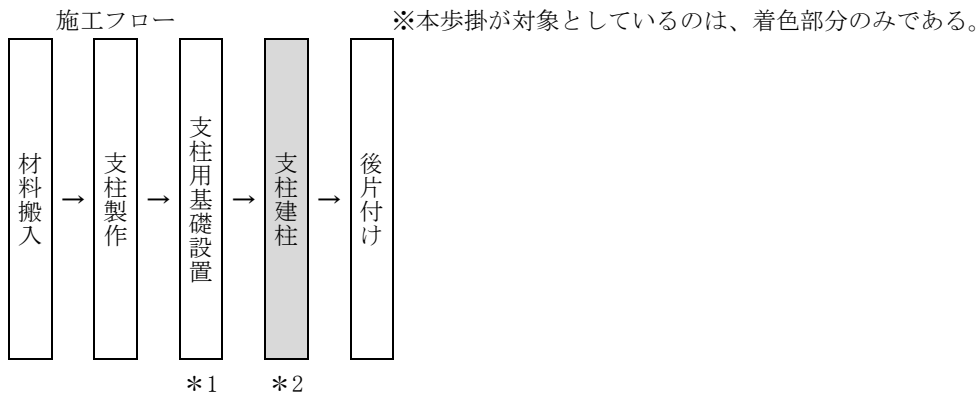 施工フロー
※本歩掛が対象としているのは、着色部分のみである。
材料搬入
→
支柱製作
→
支柱用基礎設置
→
支柱建柱
→
後片付け
＊1
＊2